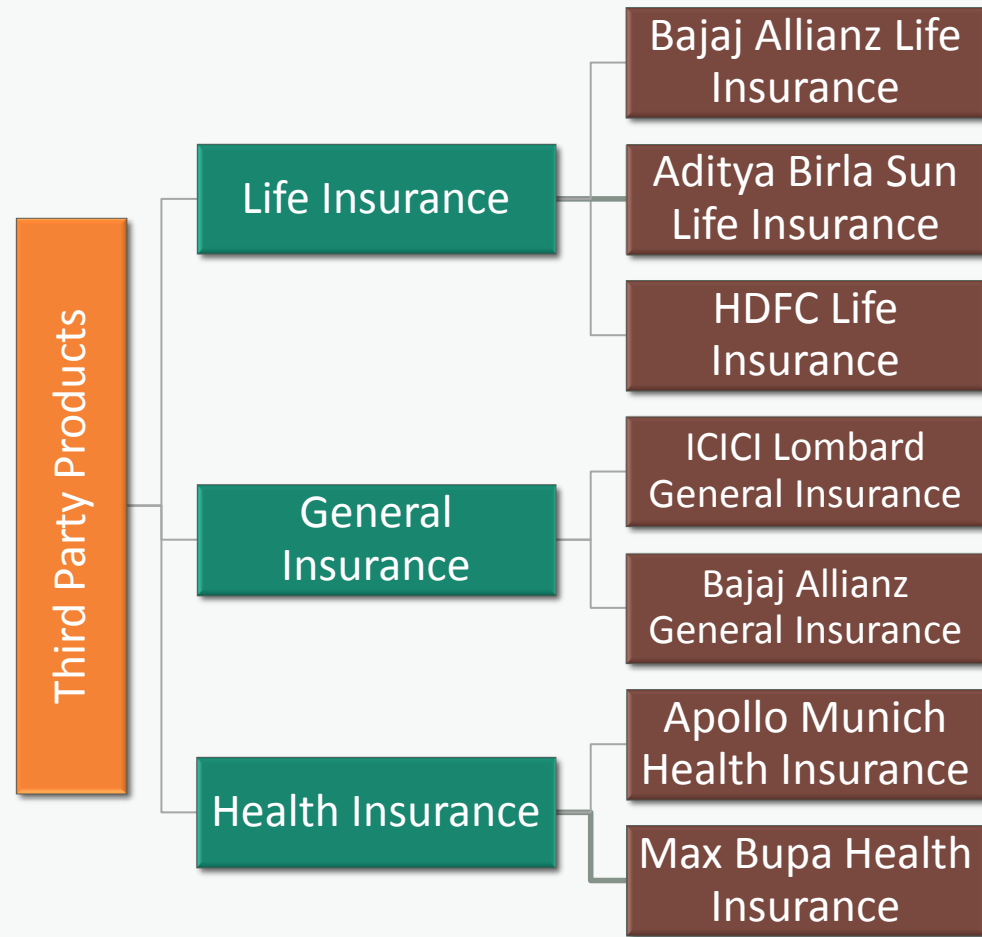 Third Party Products
Life Insurance
Bajaj Allianz Life
Insurance
Aditya Birla Sun
Life Insurance
HDFC Life
Insurance
General
Insurance
ICICI Lombard
General Insurance
Bajaj Allianz
General Insurance
Health Insurance
Apollo Munich
Health Insurance
Max Bupa Health
Insurance